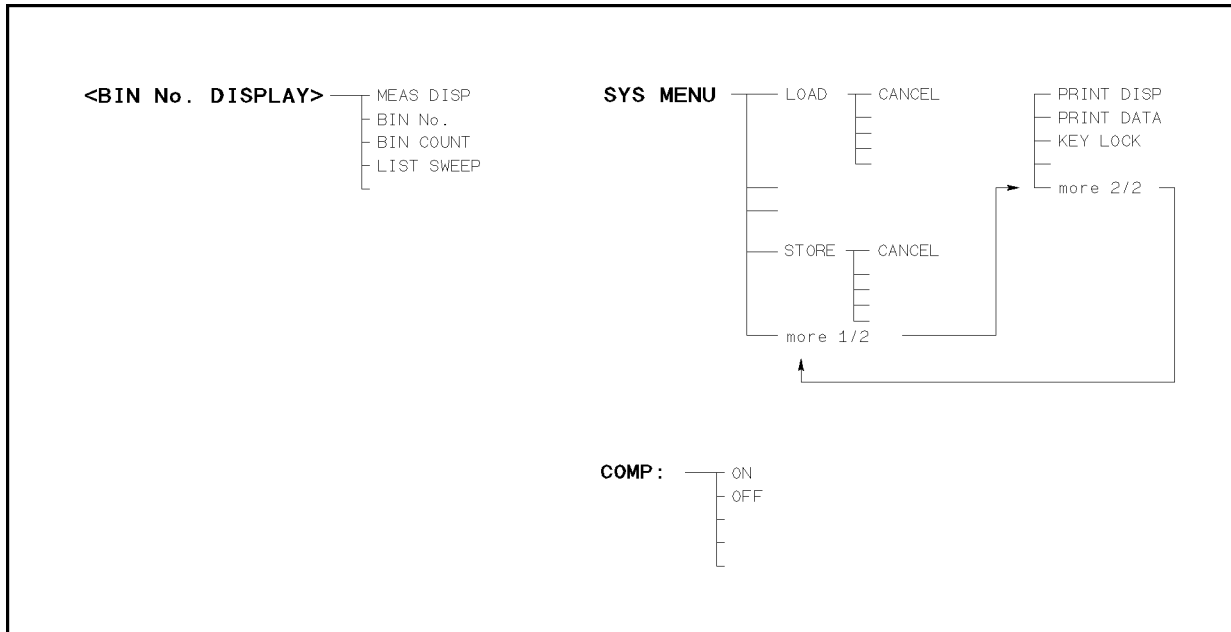 <BIN No. DISPLAY>
MEAS DISP
BIN No.
BIN COUNT
LIST SWEEP
SYS MENU
LOAD
CANCEL
STORE
CANCEL
more 1/2
PRINT DISP
PRINT DATA
KEY LOCK
more 2/2
COMP:
ON
OFF